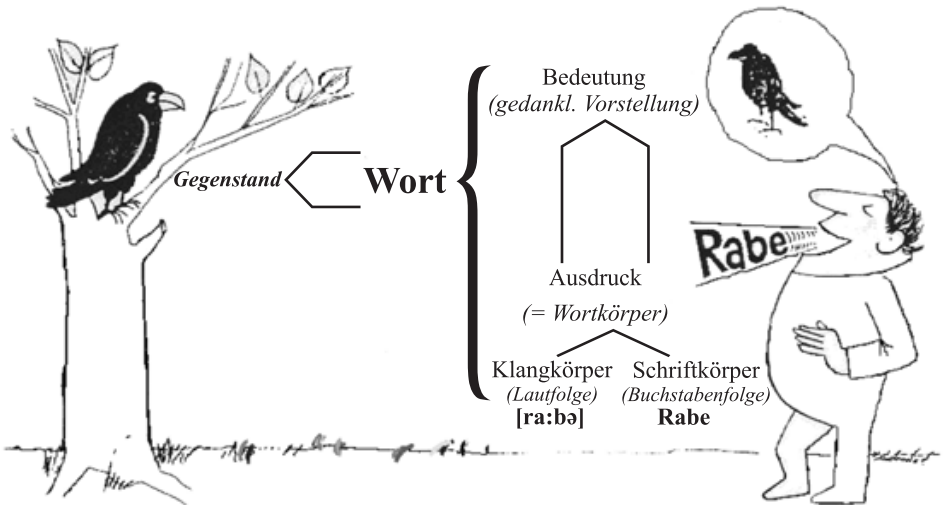 Bedeutung
(gedankl. Vorstellung)
Gegenstand
Wort
Rabe
Ausdruck
(= Wortkörper)
Klangkörper
(Lautfolge)
[ra:bə]
Schriftkörper
(Buchstabenfolge)
Rabe